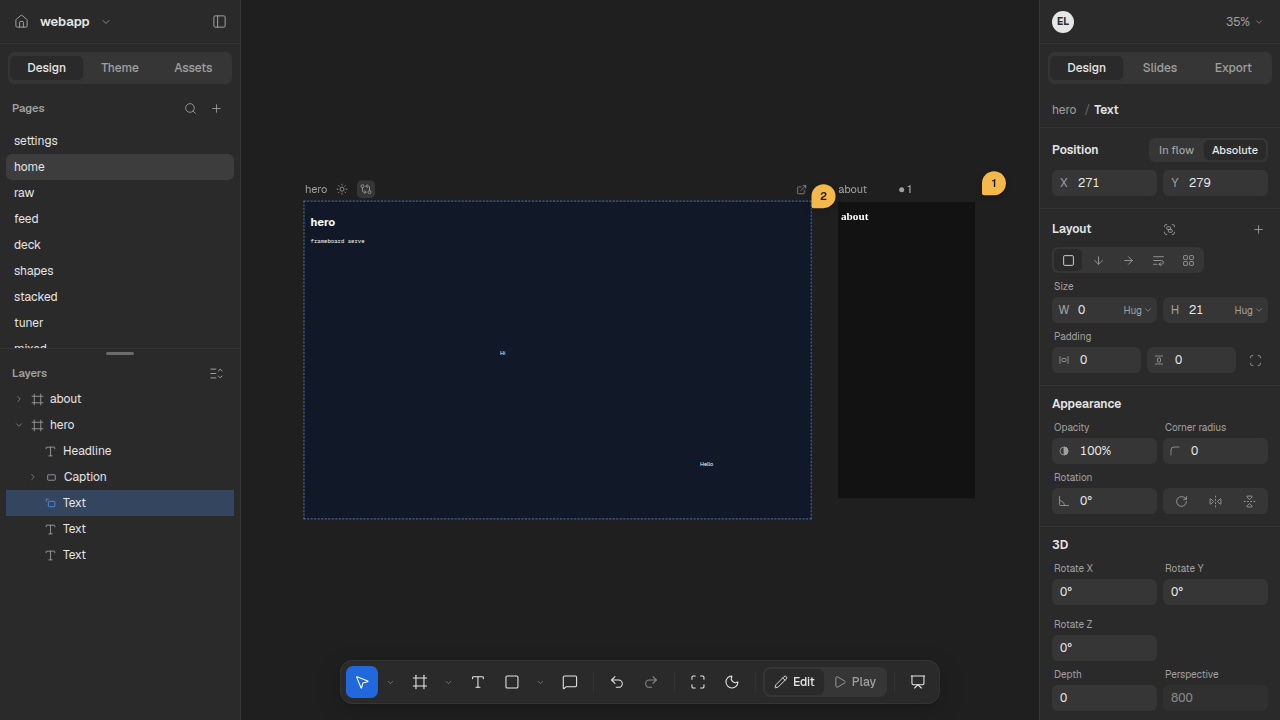 webapp
Design Theme Assets
Pages
settings
home
raw
feed
deck
shapes
stacked
tuner
mixed
Layers
about
hero
Headline
Caption
Text
Text
Text
hero
2
about 1
1
hero
frameboard serve
about
Hi
Hello
Edit Play
EL 35%
Design Slides Export
hero / Text
Position In flow Absolute
X 271 Y 279
Layout
Size
W 0 Hug H 21 Hug
Padding
0 0
Appearance
Opacity Corner radius
100% 0
Rotation
0°
3D
Rotate X Rotate Y
0° 0°
Rotate Z
0°
Depth Perspective
0 800